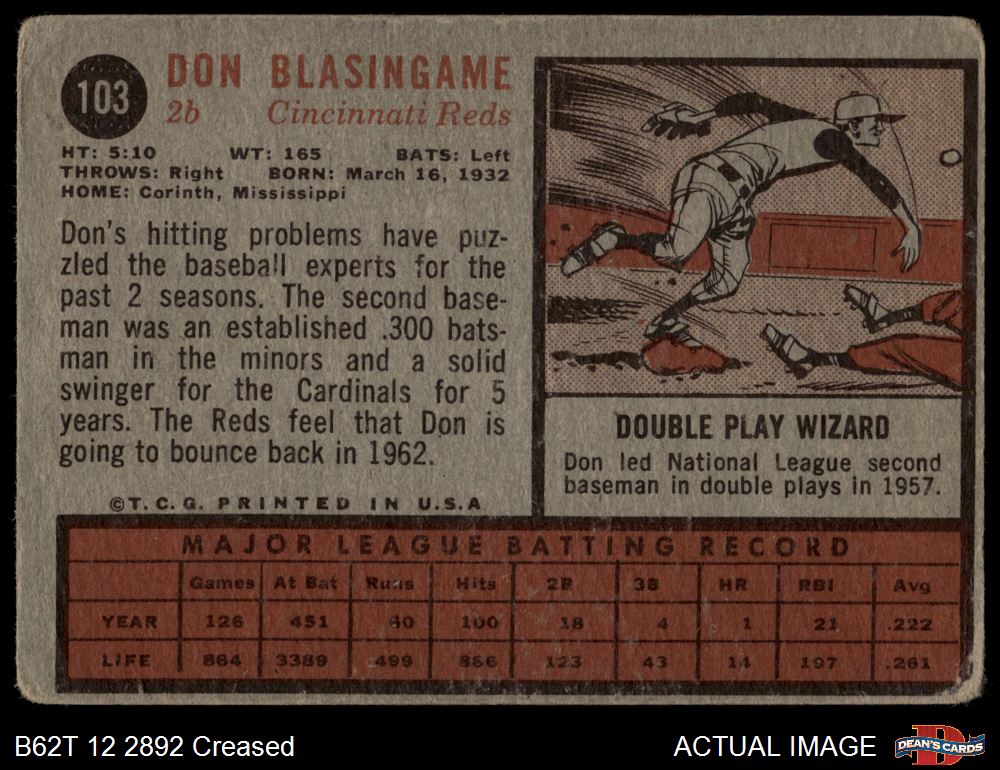 103
DON BLASINGAME
2b Cincinnati Reds
HT: 5:10 WT: 165 BATS: Left
THROWS: Right BORN: March 16, 1932
HOME: Corinth, Mississippi
Don's hitting problems have puz-
zled the baseball experts for the
past 2 seasons. The second base-
man was an established .300 bats-
man in the minors and a solid
swinger for the Cardinals for 5
years. The Reds feel that Don is
going to bounce back in 1962.
©T.C.G. PRINTED IN U.S.A
DOUBLE PLAY WIZARD
Don led National League second
baseman in double plays in 1957.
MAJOR LEAGUE BATTING RECORD
Games At Bat Runs Hits 2B 3B HR RBI Avg
YEAR 126 451 60 100 18 4 1 21 .222
LIFE 864 3389 499 886 123 43 14 197 .261
B62T 12 2892 Creased
ACTUAL IMAGE
D
DEAN'S CARDS